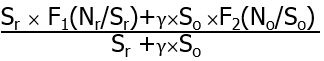 Sr × F1(Nr/Sr)+γ×So ×F2(No/So)
Sr +γ×So